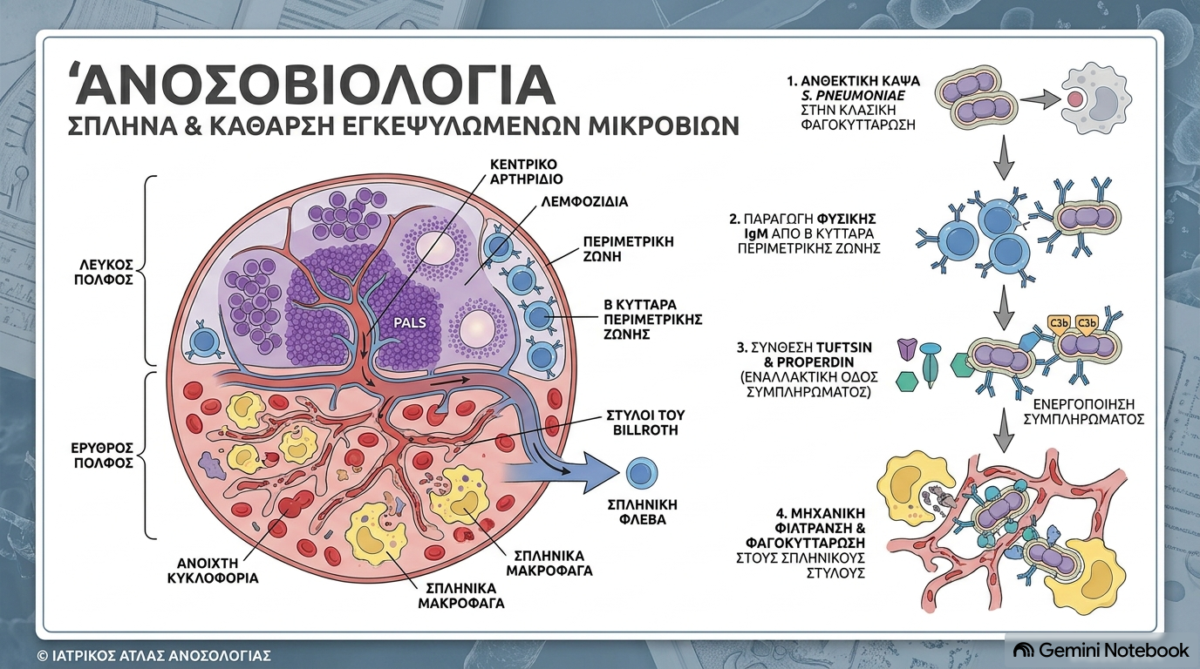 ‘ΑΝΟΣΟΒΙΟΛΟΓΙΑ
ΣΠΛΗΝΑ & ΚΑΘΑΡΣΗ ΕΓΚΕΨΥΛΩΜΕΝΩΝ ΜΙΚΡΟΒΙΩΝ
ΚΕΝΤΡΙΚΟ
ΑΡΤΗΡΙΔΙΟ
ΛΕΜΦΟΖΙΔΙΑ
ΠΕΡΙΜΕΤΡΙΚΗ
ΖΩΝΗ
Β ΚΥΤΤΑΡΑ
ΠΕΡΙΜΕΤΡΙΚΗΣ
ΖΩΝΗΣ
ΛΕΥΚΟΣ
ΠΟΛΦΟΣ
PALS
ΕΡΥΘΡΟΣ
ΠΟΛΦΟΣ
ΣΤΥΛΟΙ ΤΟΥ
BILLROTH
ΣΠΛΗΝΙΚΗ
ΦΛΕΒΑ
ΑΝΟΙΧΤΗ
ΚΥΚΛΟΦΟΡΙΑ
ΣΠΛΗΝΙΚΑ
ΜΑΚΡΟΦΑΓΑ
ΣΠΛΗΝΙΚΑ
ΜΑΚΡΟΦΑΓΑ
1. ΑΝΘΕΚΤΙΚΗ ΚΑΨΑ
S. PNEUMONIAE
ΣΤΗΝ ΚΛΑΣΙΚΗ
ΦΑΓΟΚΥΤΤΑΡΩΣΗ
2. ΠΑΡΑΓΩΓΗ ΦΥΣΙΚΗΣ
IgM ΑΠΟ Β ΚΥΤΤΑΡΑ
ΠΕΡΙΜΕΤΡΙΚΗΣ ΖΩΝΗΣ
3. ΣΥΝΘΕΣΗ TUFTSIN
& PROPERDIN
(ΕΝΑΛΛΑΚΤΙΚΗ ΟΔΟΣ
ΣΥΜΠΛΗΡΩΜΑΤΟΣ)
C3b C3b
ΕΝΕΡΓΟΠΟΙΗΣΗ
ΣΥΜΠΛΗΡΩΜΑΤΟΣ
4. ΜΗΧΑΝΙΚΗ
ΦΙΛΤΡΑΝΣΗ &
ΦΑΓΟΚΥΤΤΑΡΩΣΗ
ΣΤΟΥΣ ΣΠΛΗΝΙΚΟΥΣ
ΣΤΥΛΟΥΣ
© ΙΑΤΡΙΚΟΣ ΑΤΛΑΣ ΑΝΟΣΟΛΟΓΙΑΣ
Gemini Notebook